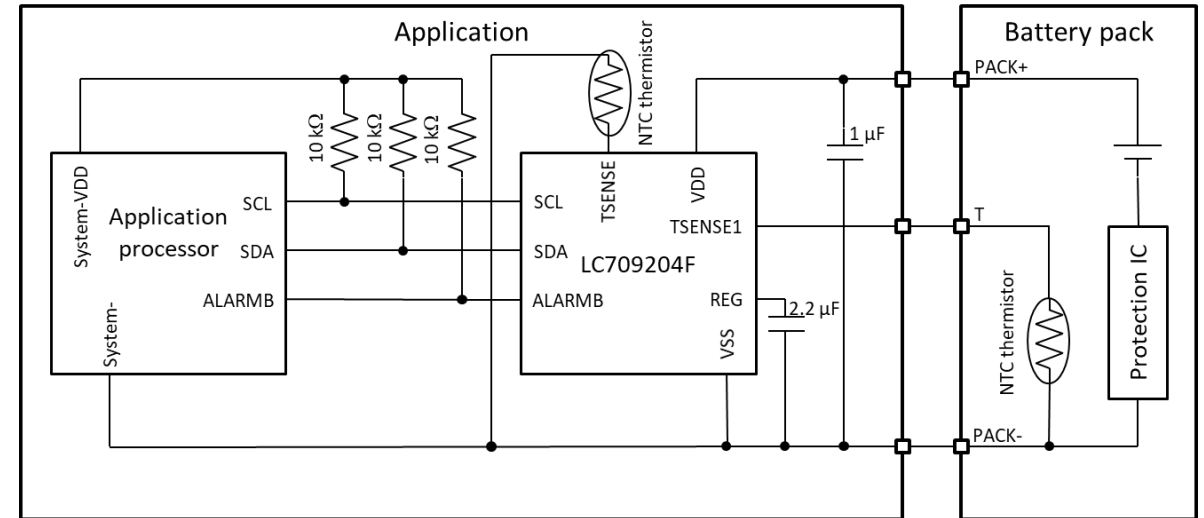 Application
Battery pack
PACK+
NTC thermistor
10 kΩ
10 kΩ
10 kΩ
1 µF
System-VDD
Application
processor
SCL
SDA
ALARMB
System-
TSENSE
VDD
SCL
SDA
ALARMB
LC709204F
TSENSE1
REG
VSS
2.2 µF
T
NTC thermistor
Protection IC
PACK-